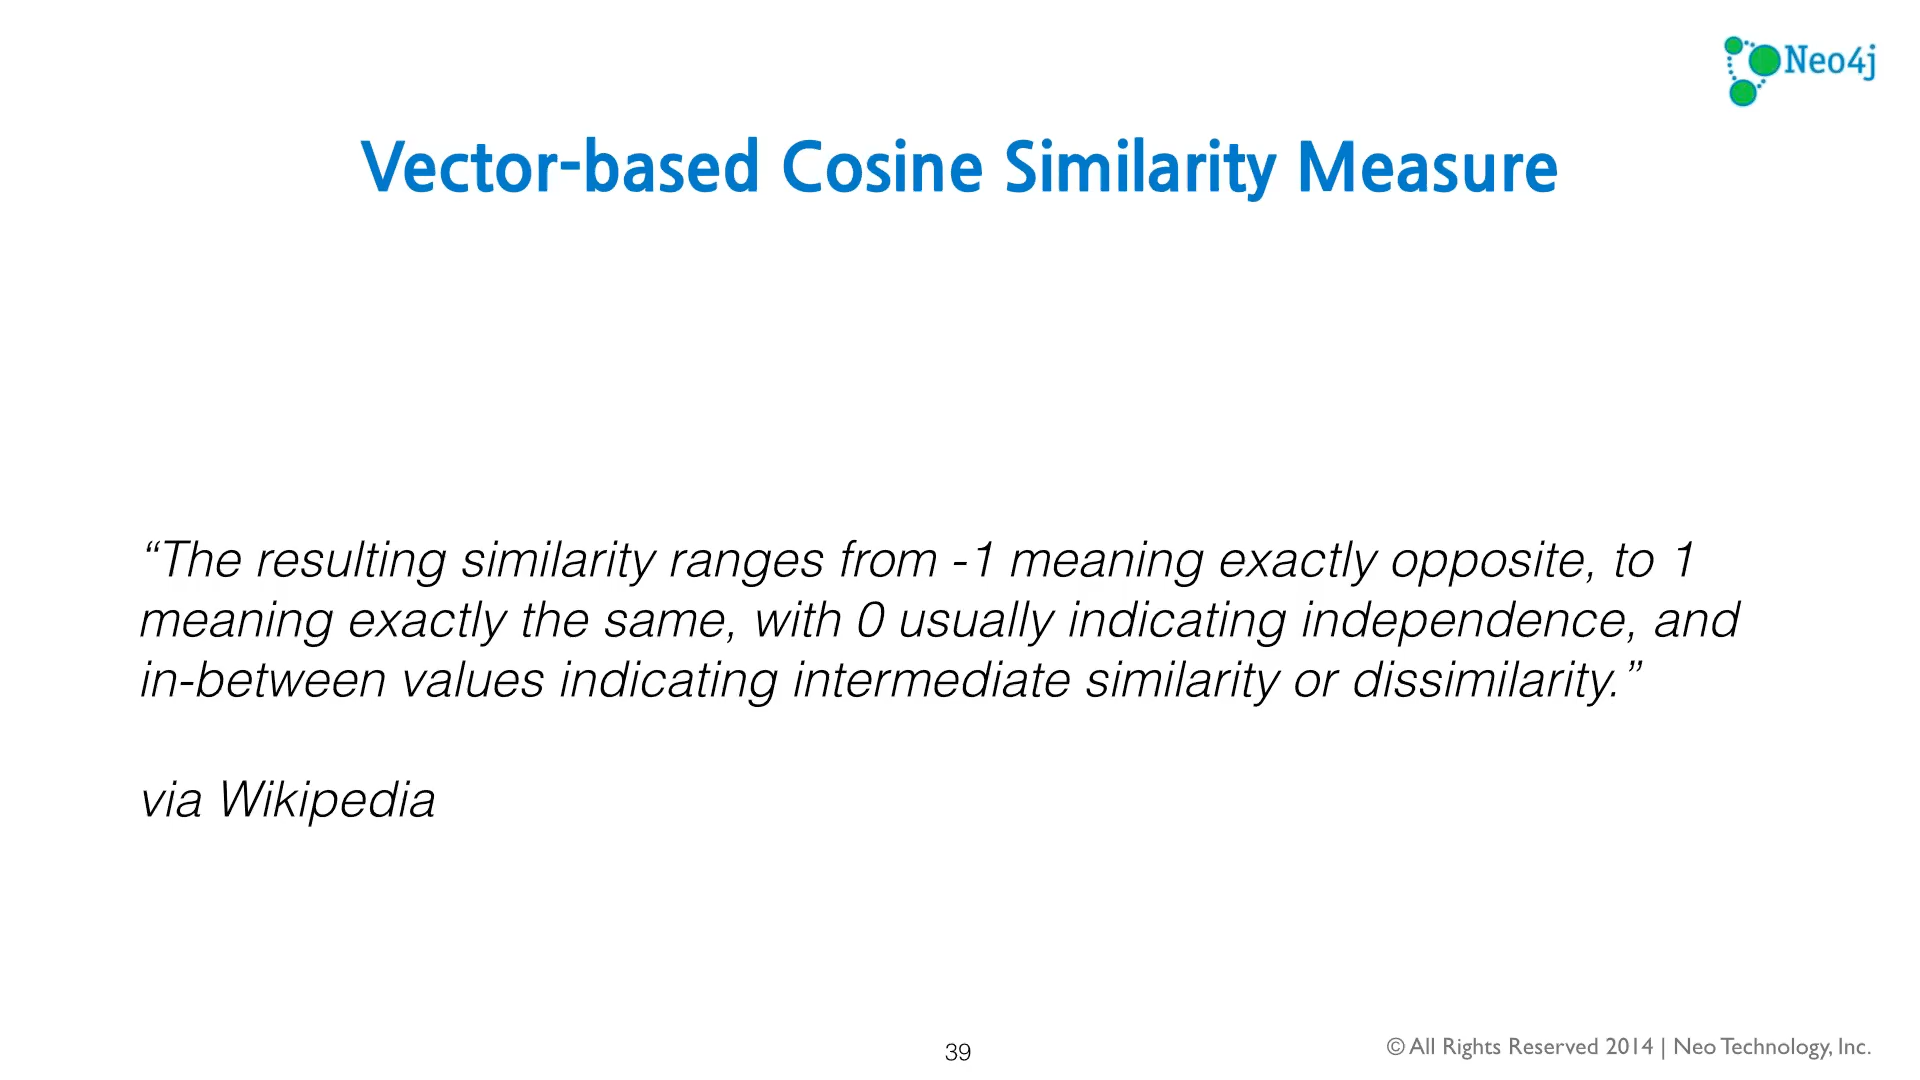 Neo4j
Vector-based Cosine Similarity Measure
“The resulting similarity ranges from -1 meaning exactly opposite, to 1
meaning exactly the same, with 0 usually indicating independence, and
in-between values indicating intermediate similarity or dissimilarity.”
via Wikipedia
39
© All Rights Reserved 2014 | Neo Technology, Inc.